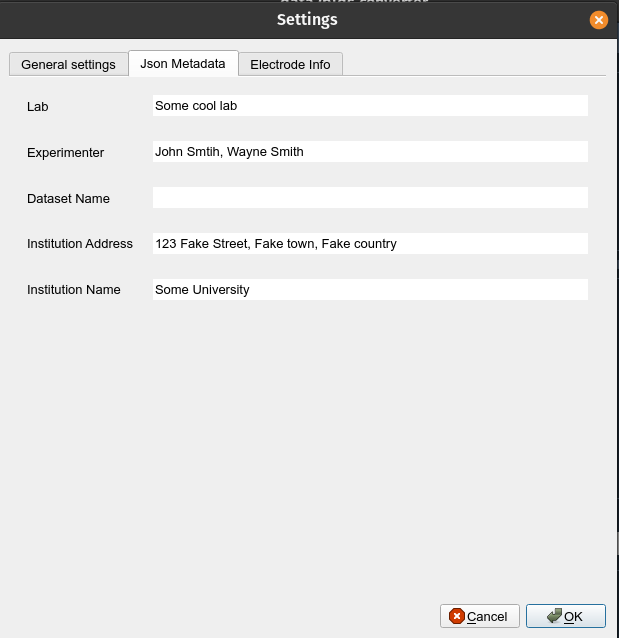 Settings
General settings
Json Metadata
Electrode Info
Lab
Some cool lab
Experimenter
John Smtih, Wayne Smith
Dataset Name
Institution Address
123 Fake Street, Fake town, Fake country
Institution Name
Some University
Cancel
OK